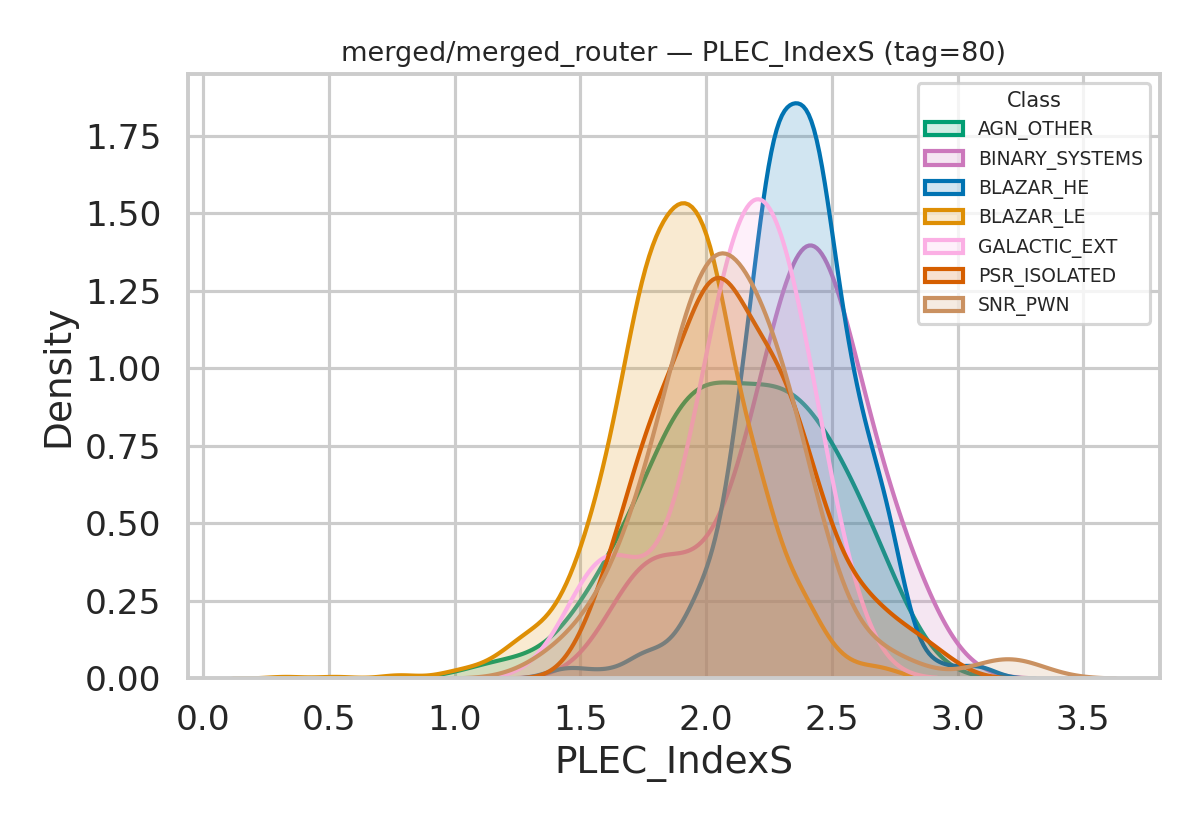 merged/merged_router — PLEC_IndexS (tag=80)
Class
AGN_OTHER
BINARY_SYSTEMS
BLAZAR_HE
BLAZAR_LE
GALACTIC_EXT
PSR_ISOLATED
SNR_PWN
Density
1.75
1.50
1.25
1.00
0.75
0.50
0.25
0.00
0.0 0.5 1.0 1.5 2.0 2.5 3.0 3.5
PLEC_IndexS